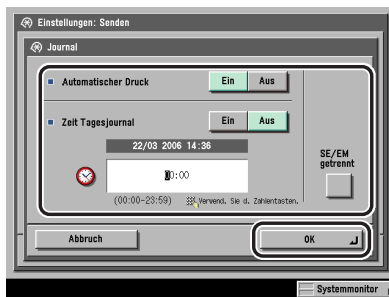 Einstellungen: Senden
Journal
Automatischer Druck Ein Aus
Zeit Tagesjournal Ein Aus
22/03 2006 14:36
00:00
(00:00-23:59) Verwend. Sie d. Zahlentasten.
SE/EM
getrennt
Abbruch OK
Systemmonitor